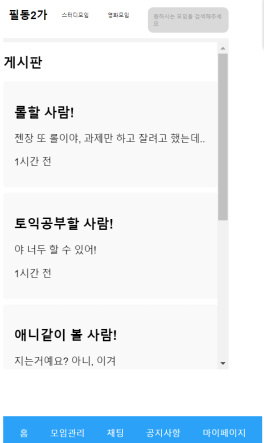 필동2가 스터디모임 영화모임 원하시는 모임을 검색해주세
요
게시판
롤할 사람!
젠장 또 롤이야, 과제만 하고 잘려고 했는데..
1시간 전
토익공부할 사람!
야 너두 할 수 있어!
1시간 전
애니같이 볼 사람!
지는거예요? 아니, 이겨
홈 모임관리 채팅 공지사항 마이페이지